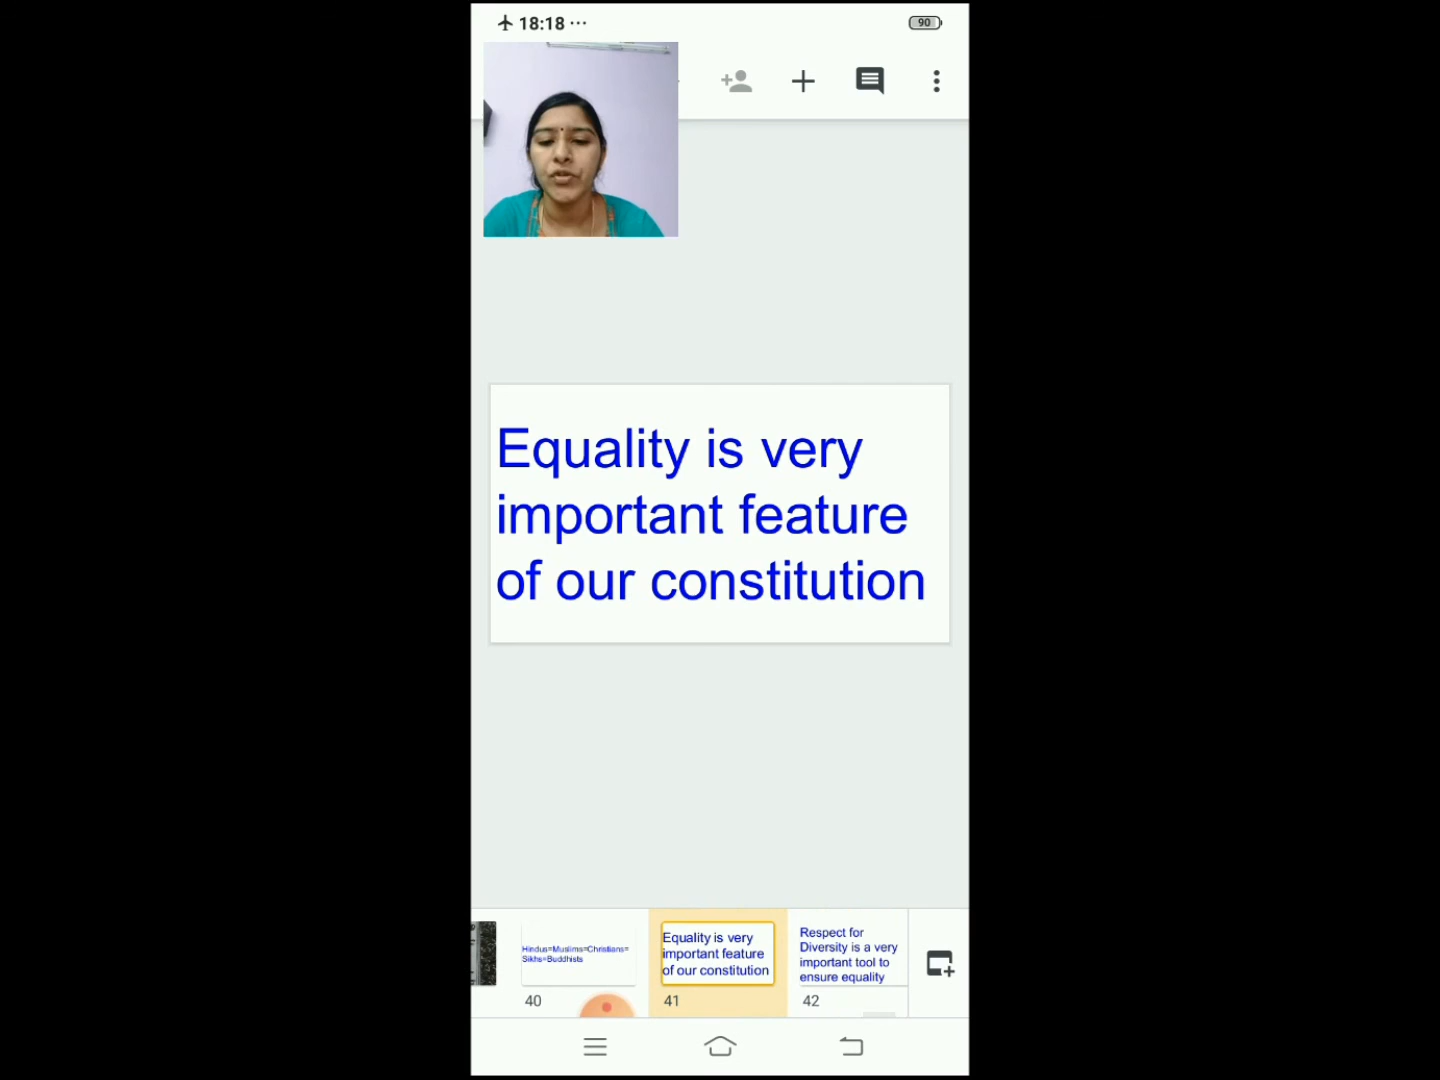 18:18 ...
90
Equality is very
important feature
of our constitution
Hindus=Muslims=Christians=
Sikhs=Buddhists
40
Equality is very
important feature
of our constitution
41
Respect for
Diversity is a very
important tool to
ensure equality
42